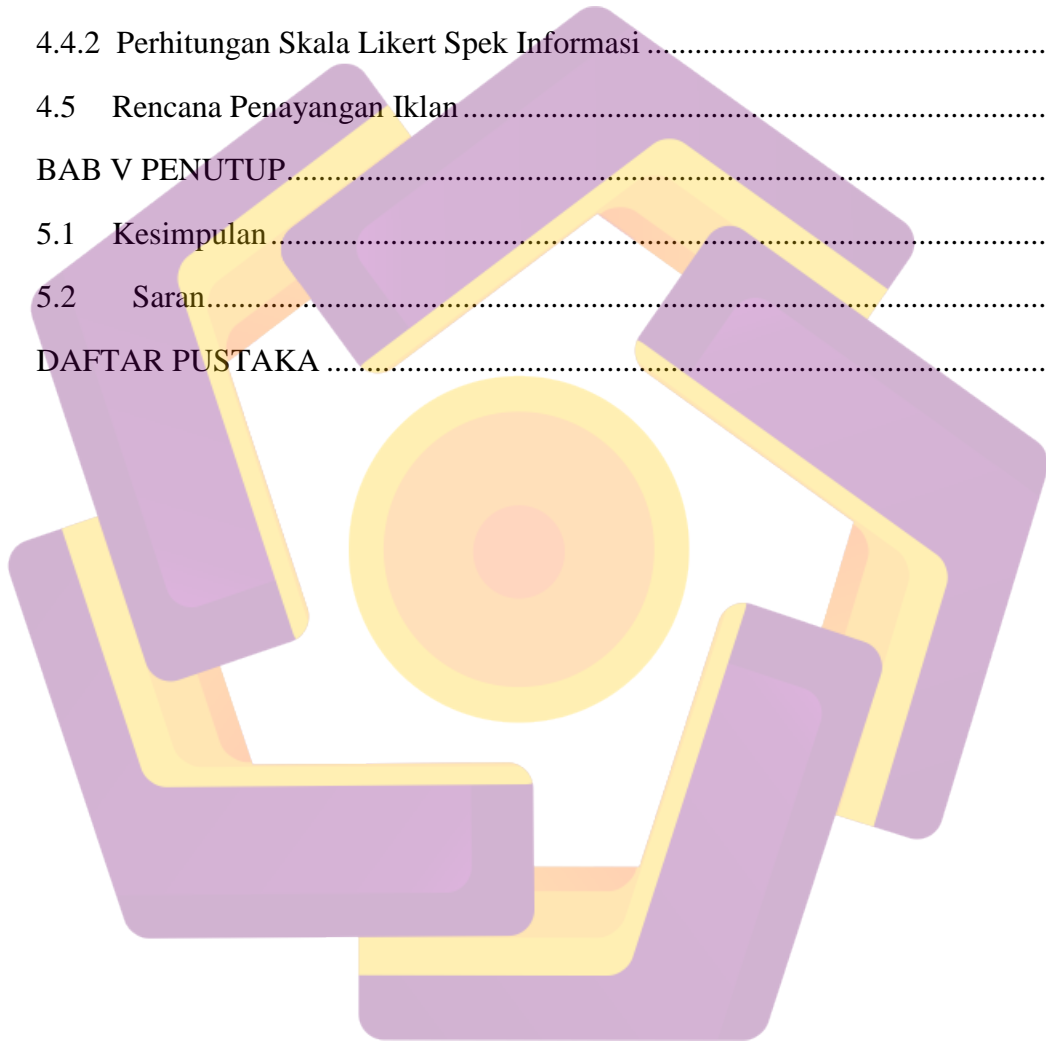 4.4.2 Perhitungan Skala Likert Spek Informasi ................................................
4.5 Rencana Penayangan Iklan ......................................................................
BAB V PENUTUP............................................................................................
5.1 Kesimpulan ..............................................................................................
5.2 Saran......................................................................................................
DAFTAR PUSTAKA ........................................................................................